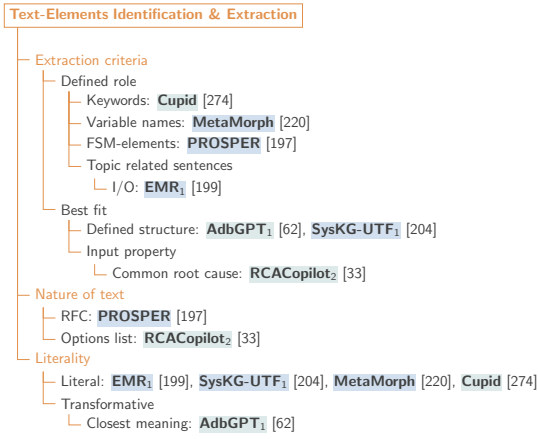 Text-Elements Identification & Extraction
Extraction criteria
Defined role
Keywords: Cupid [274]
Variable names: MetaMorph [220]
FSM-elements: PROSPER [197]
Topic related sentences
I/O: EMR₁ [199]
Best fit
Defined structure: AdbGPT₁ [62], SysKG-UTF₁ [204]
Input property
Common root cause: RCACopilot₂ [33]
Nature of text
RFC: PROSPER [197]
Options list: RCACopilot₂ [33]
Literality
Literal: EMR₁ [199], SysKG-UTF₁ [204], MetaMorph [220], Cupid [274]
Transformative
Closest meaning: AdbGPT₁ [62]